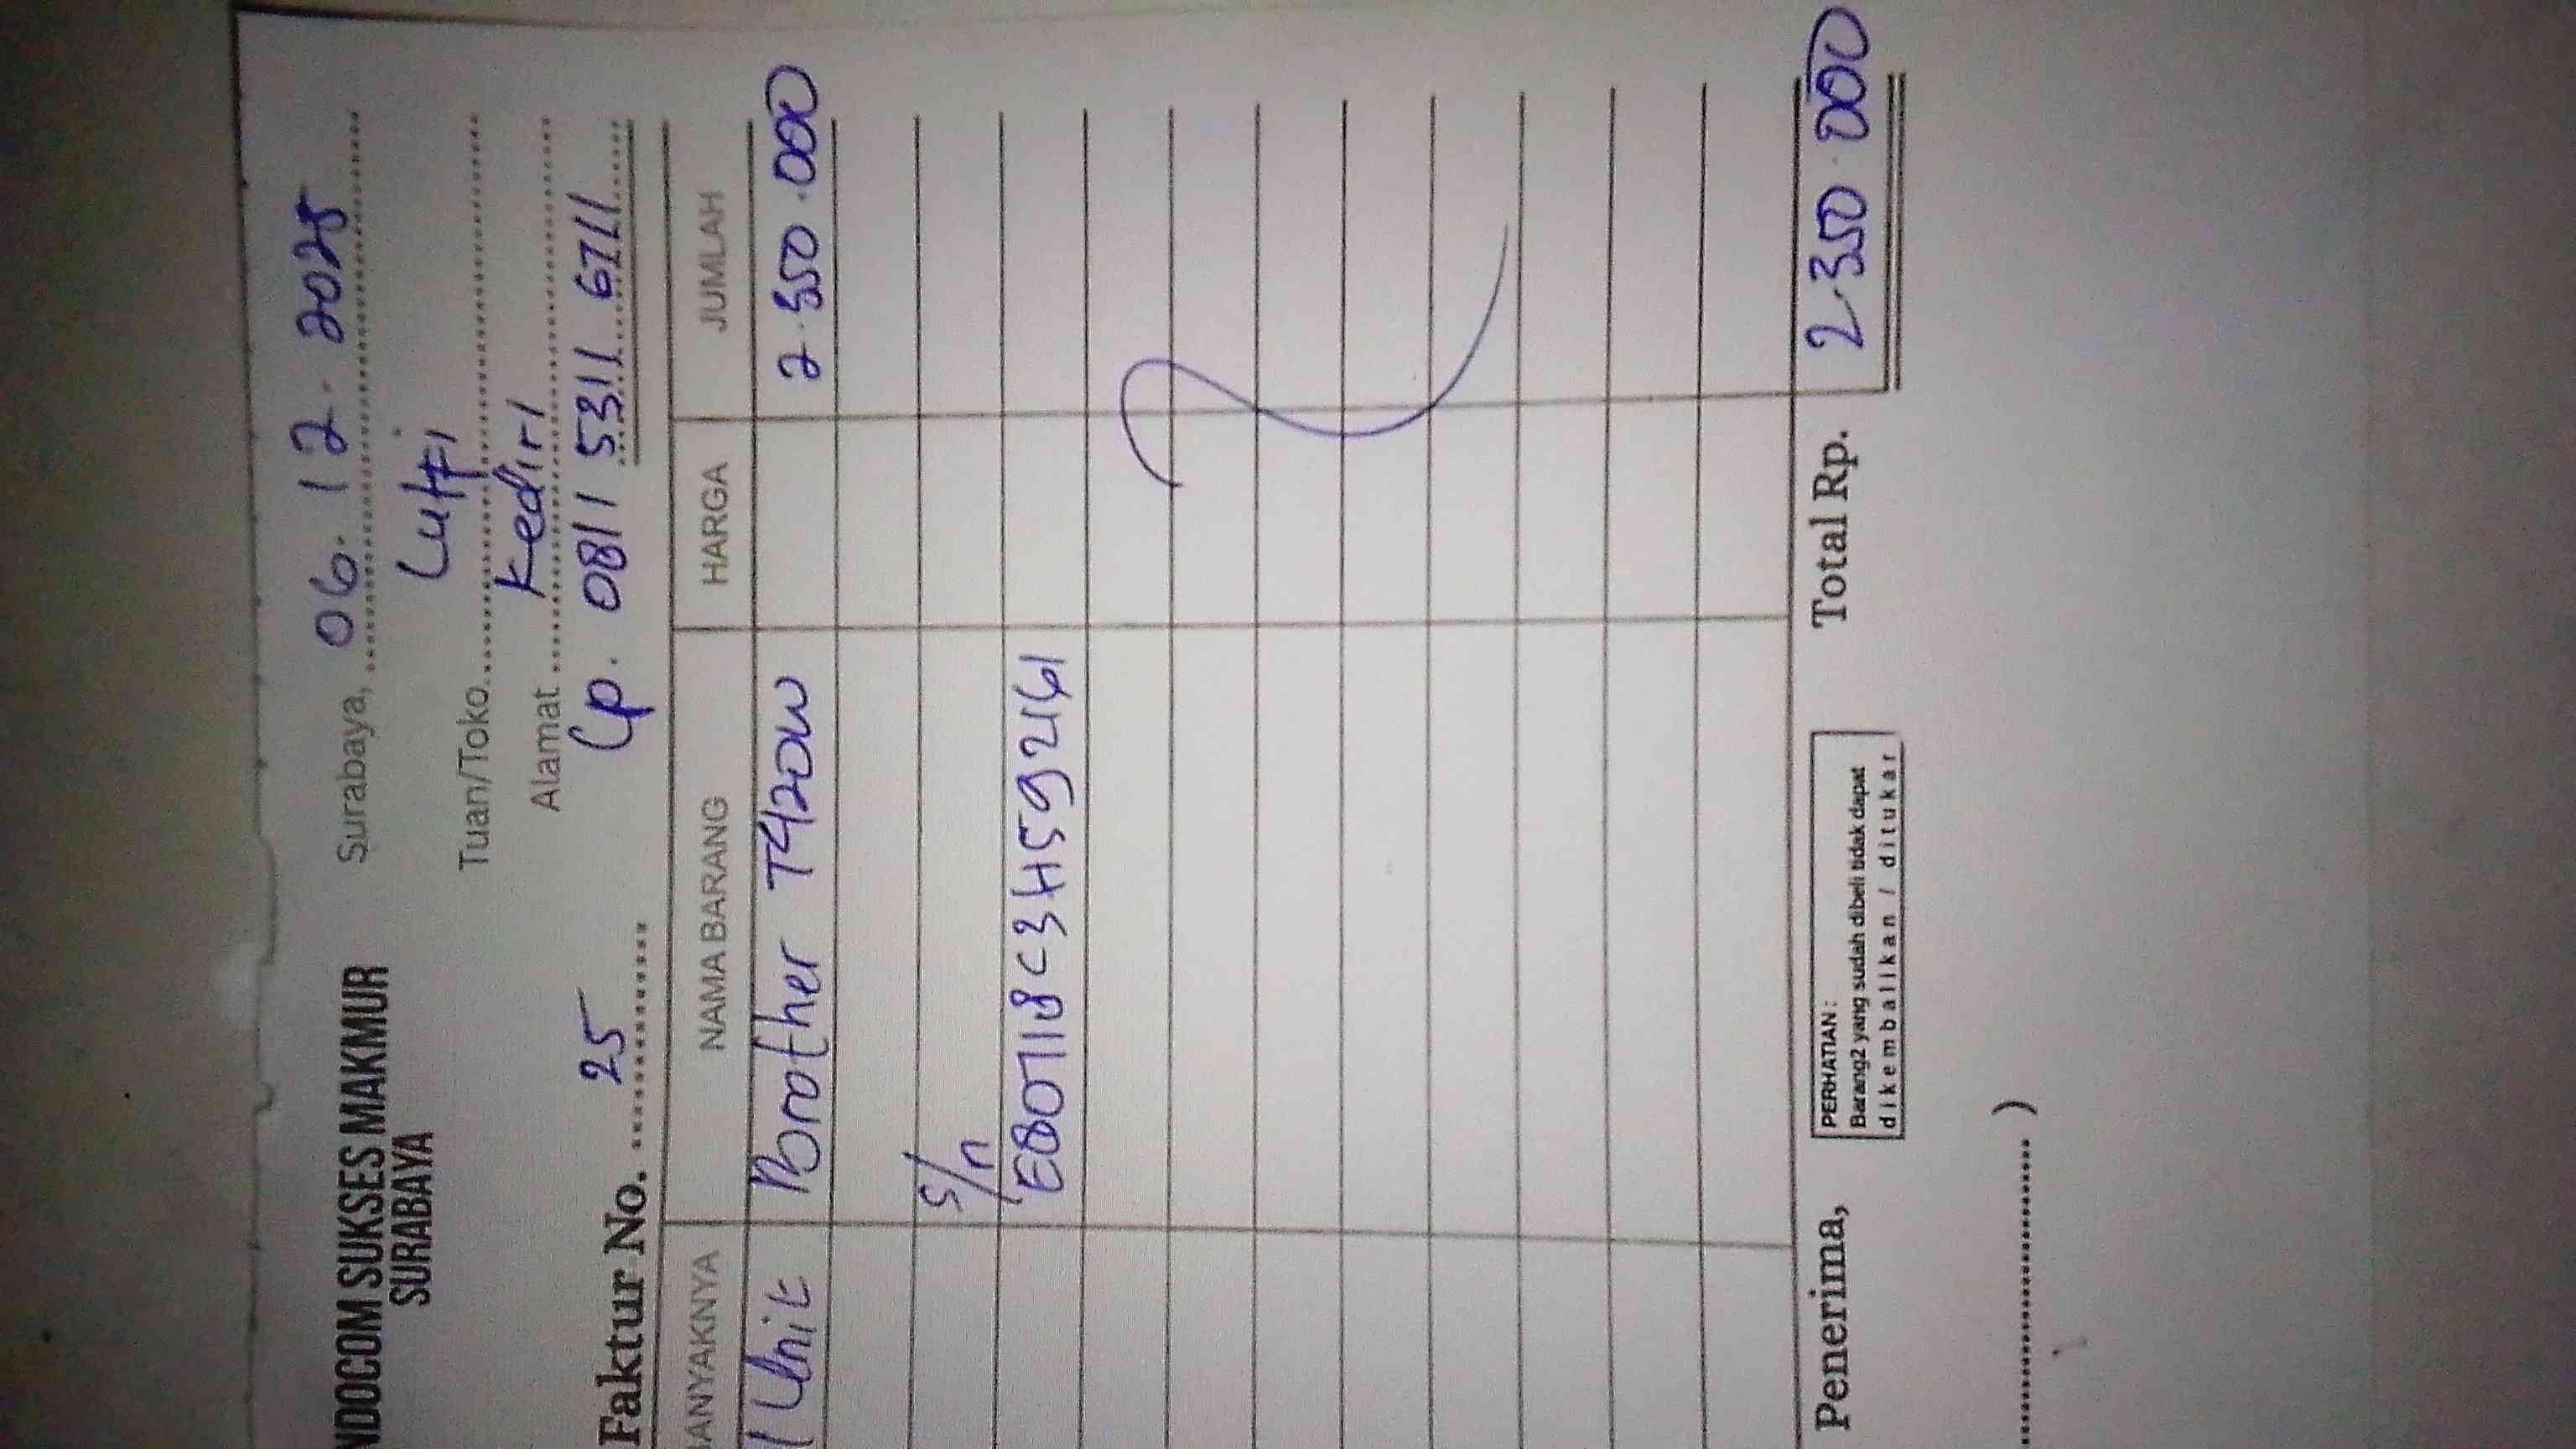 NDOCOM SUKSES MAKMUR
SURABAYA
Surabaya, 06.12.2025
Tuan/Toko Lutfi
Alamat Kediri
Cp. 0811 5311 6711
Faktur No. 25
BANYAKNYA NAMA BARANG HARGA JUMLAH
1 Unit Brother T420W 2.350.000
S/n
E80718C3H592461
Total Rp. 2.350.000
Penerima,
PERHATIAN:
Barang2 yang sudah dibeli tidak dapat
dikembalikan / ditukar